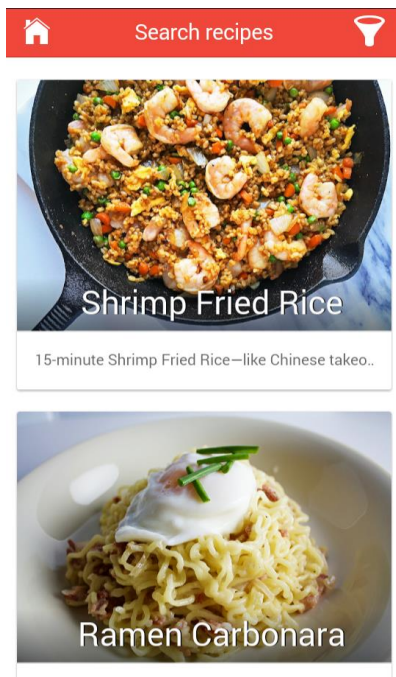 Search recipes
Shrimp Fried Rice
15-minute Shrimp Fried Rice—like Chinese takeo..
Ramen Carbonara